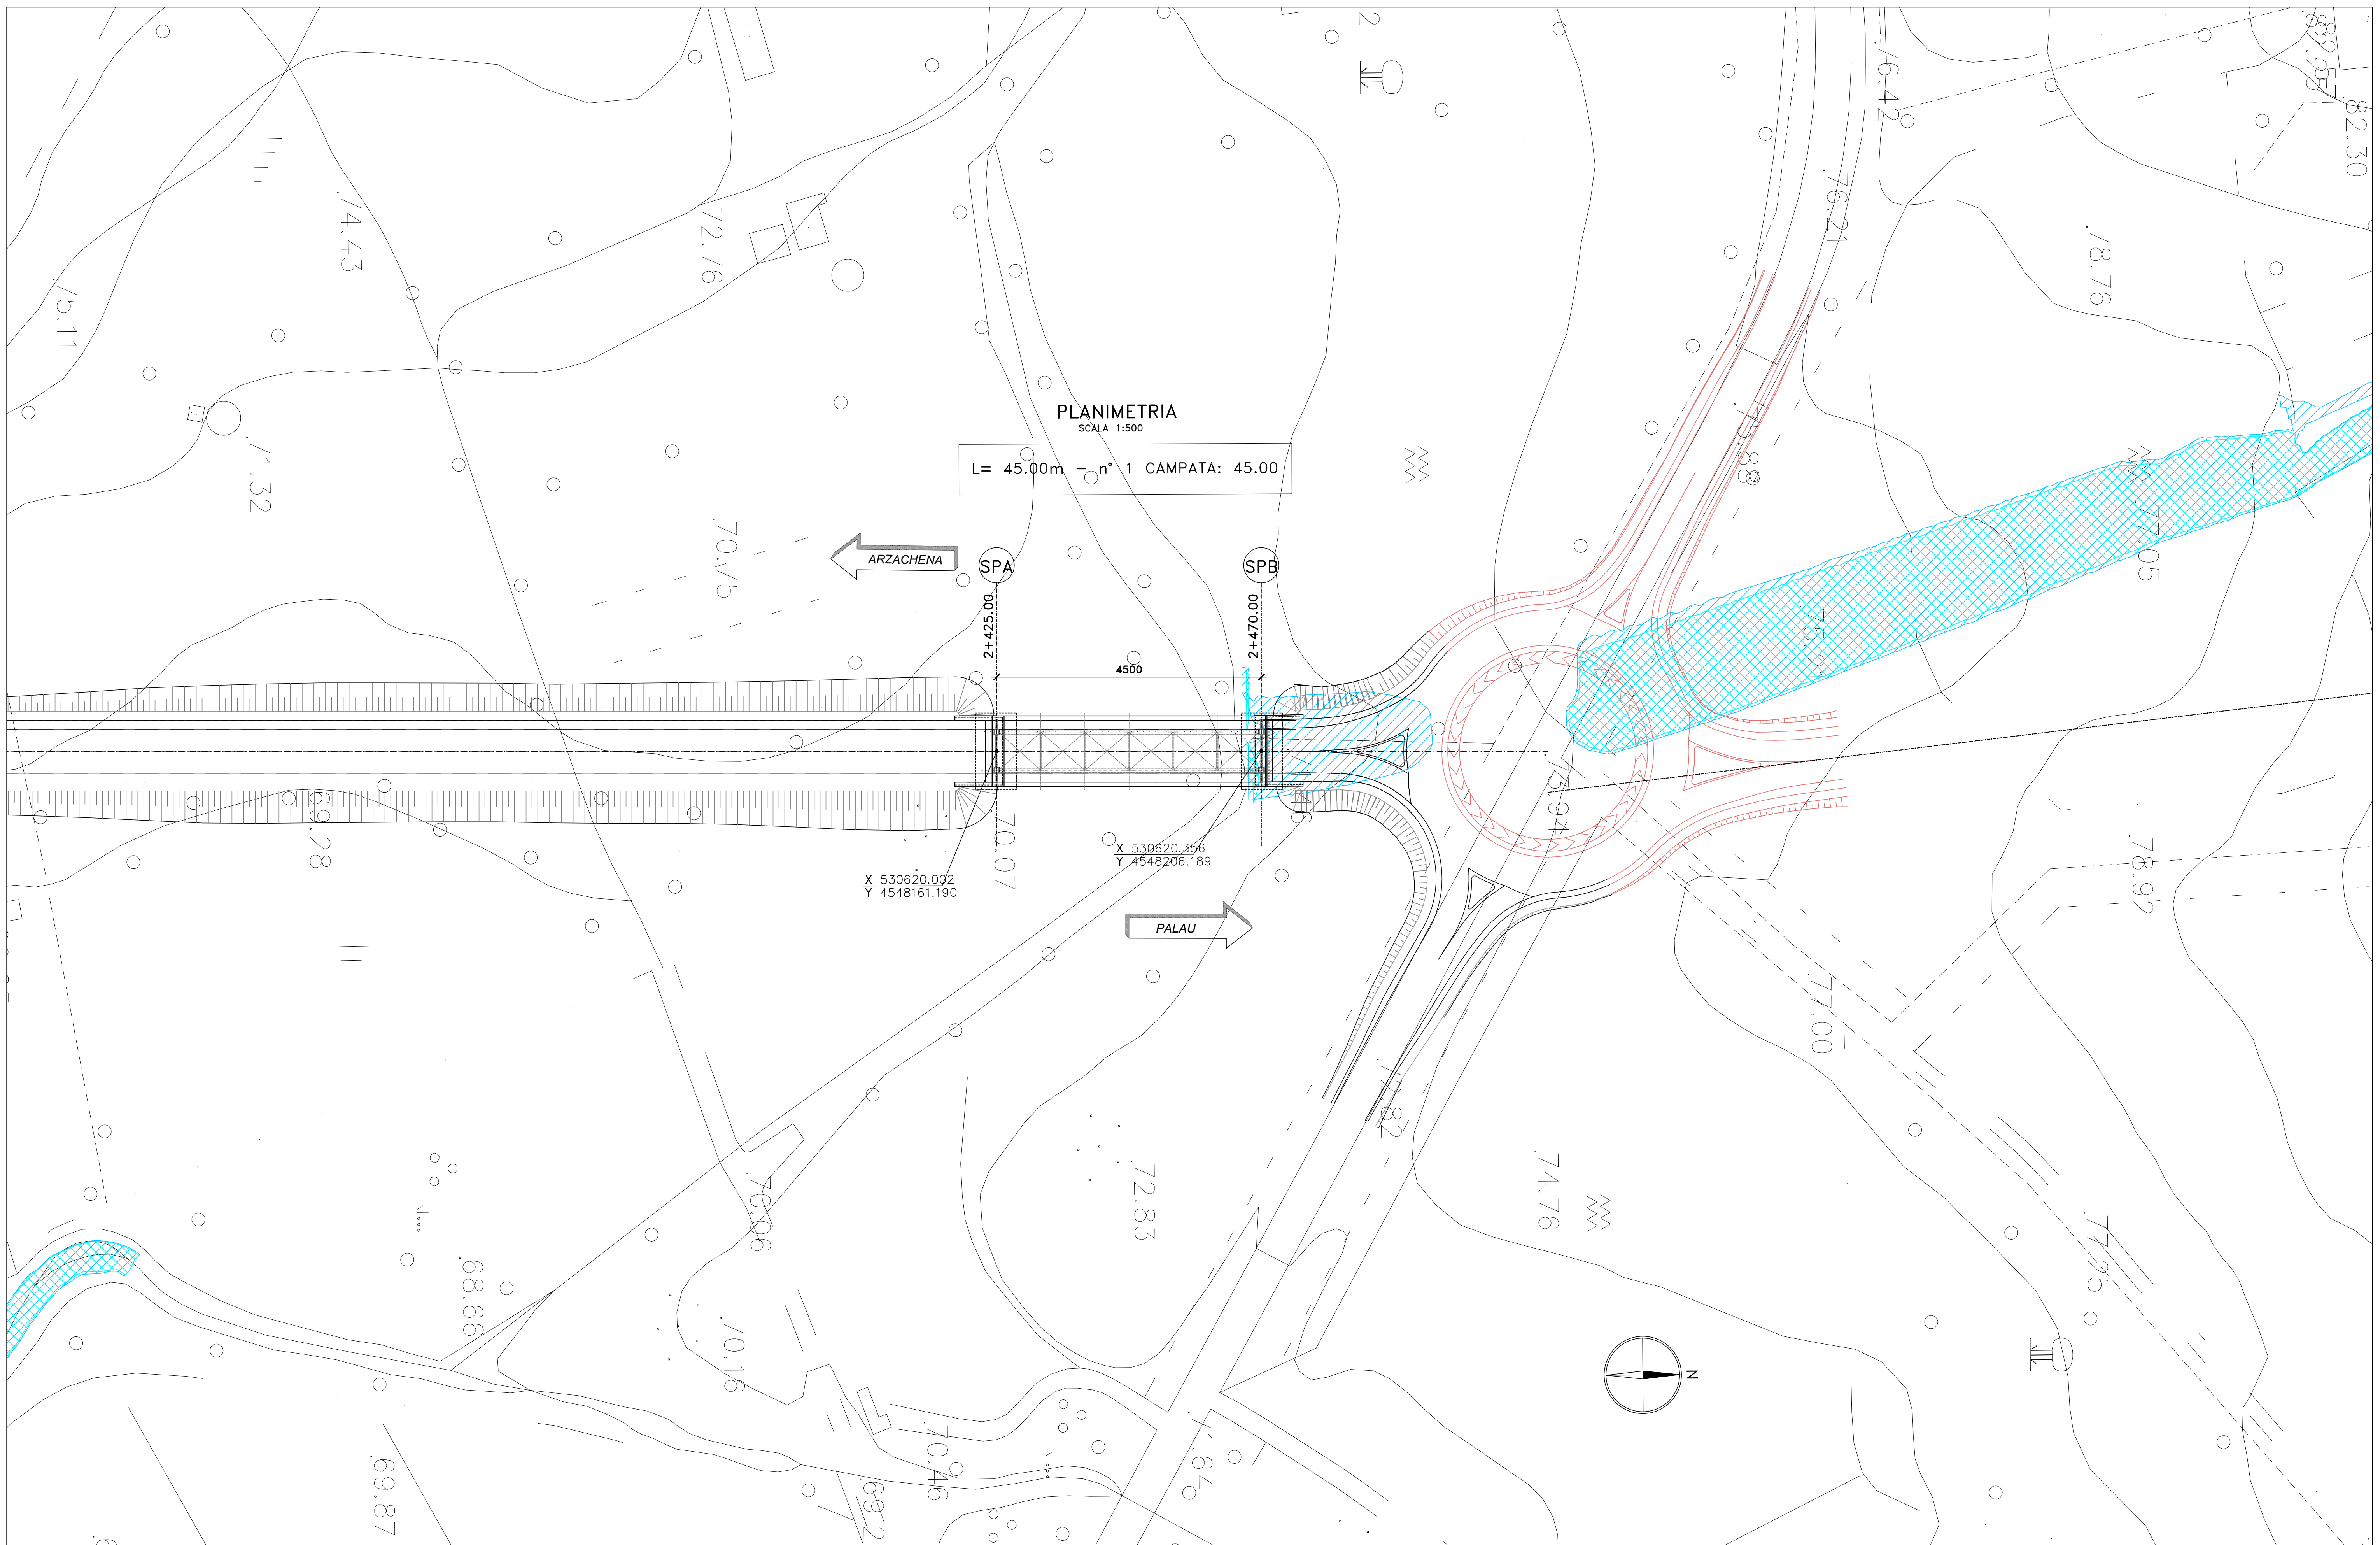 PLANIMETRIA
SCALA 1:500
L= 45.00m - n° 1 CAMPATA: 45.00
ARZACHENA
SPA
SPB
2+425.00
2+470.00
4500
X 530620.356
Y 4548206.189
X 530620.002
Y 4548161.190
PALAU
N
76.42
82.30
74.43
72.76
76.21
78.76
75.11
71.32
70.75
75.88
77.05
75.21
69.28
70.07
73.94
78.92
77.00
72.82
72.83
74.76
70.06
77.25
68.66
70.16
70.46
71.64
69.87
69.2